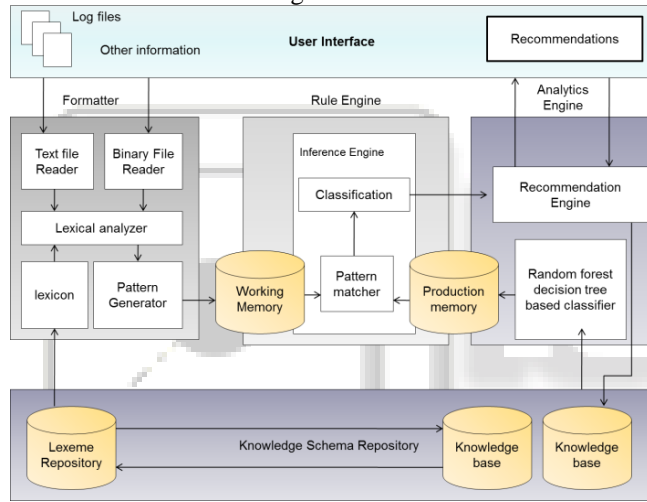 Log files
Other information
User Interface
Recommendations
Formatter
Rule Engine
Analytics
Engine
Text file
Reader
Binary File
Reader
Inference Engine
Classification
Recommendation
Engine
Lexical analyzer
lexicon
Pattern
Generator
Working
Memory
Pattern
matcher
Production
memory
Random forest
decision tree
based classifier
Lexeme
Repository
Knowledge Schema Repository
Knowledge
base
Knowledge
base